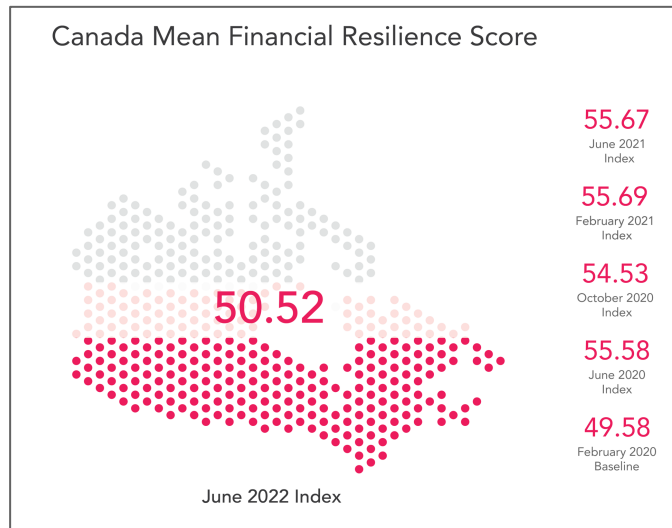 Canada Mean Financial Resilience Score
55.67
June 2021
Index
55.69
February 2021
Index
50.52
54.53
October 2020
Index
55.58
June 2020
Index
49.58
February 2020
Baseline
June 2022 Index